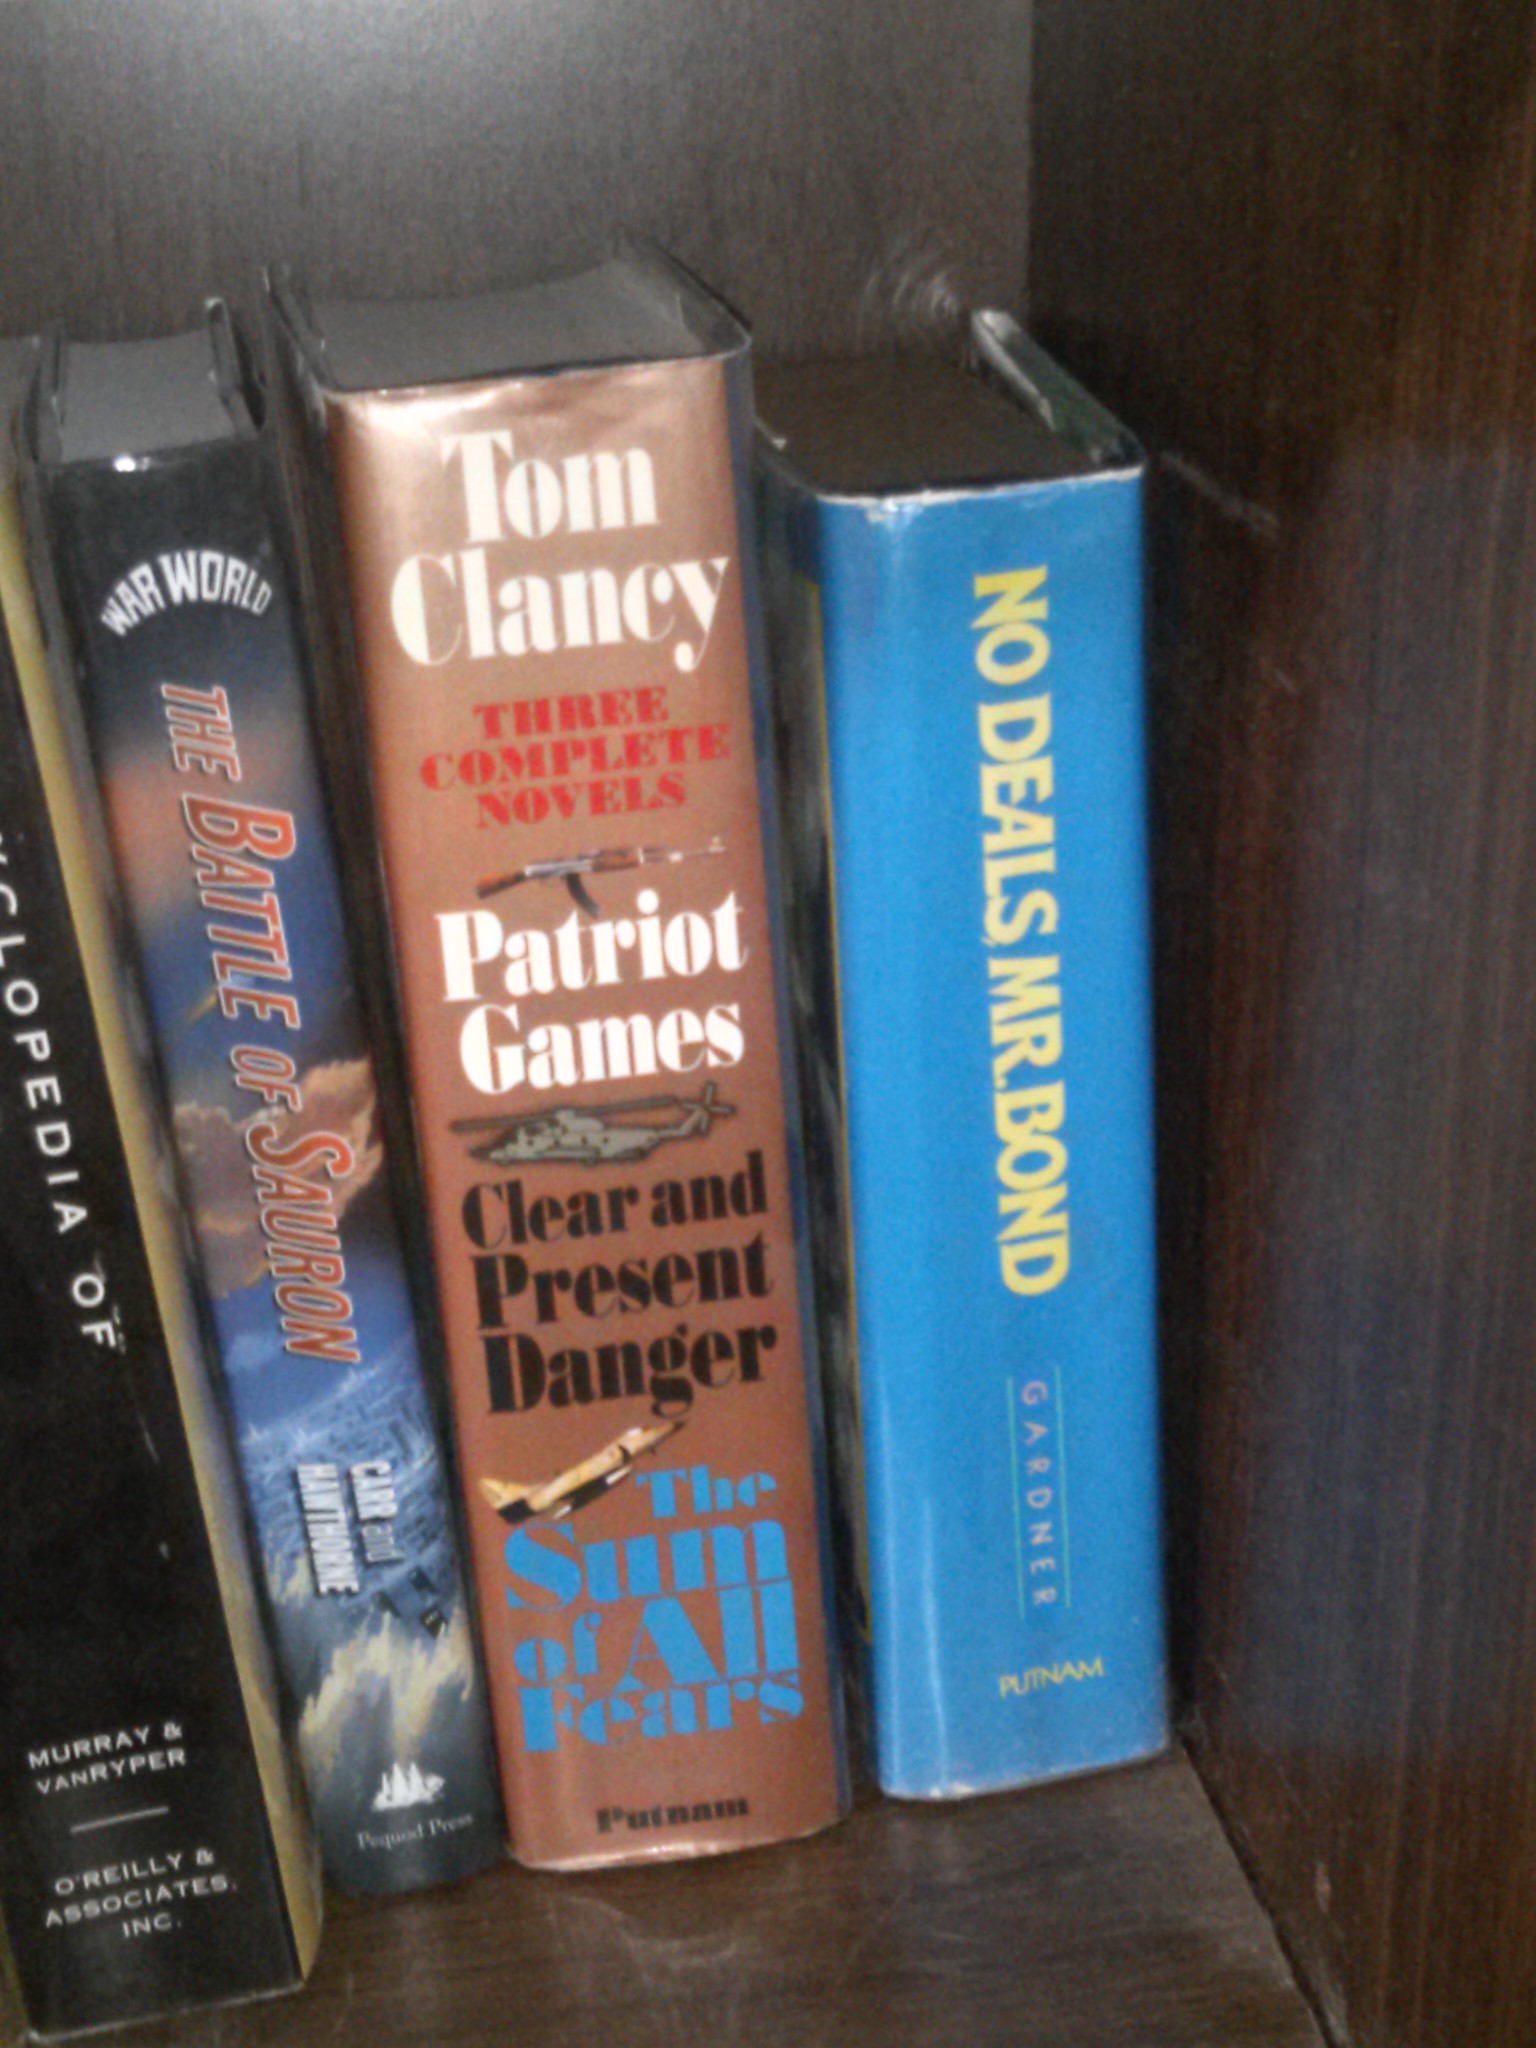 CLOPEDIA OF
MURRAY &
VANRYPER
O'REILLY &
ASSOCIATES,
INC.
WAR WORLD
THE BATTLE OF SAURON
CARR and
HAWTHORNE
Pequod Press
Tom
Clancy
THREE
COMPLETE
NOVELS
Patriot
Games
Clear and
Present
Danger
The
Sum
of All
Fears
Putnam
NO DEALS, MR. BOND
GARDNER
PUTNAM